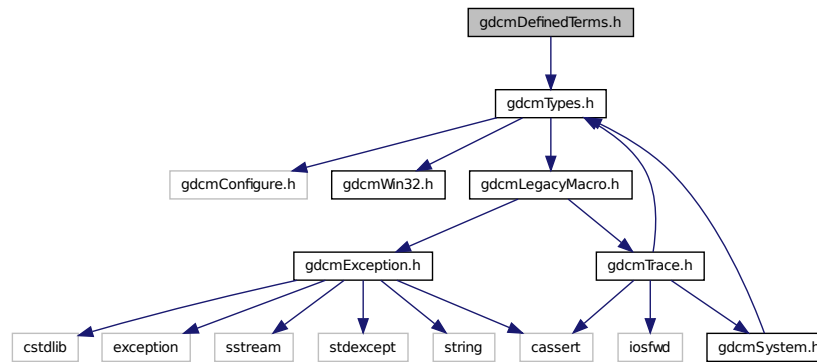 gdcmDefinedTerms.h
gdcmTypes.h
gdcmConfigure.h
gdcmWin32.h
gdcmLegacyMacro.h
gdcmException.h
gdcmTrace.h
cstdlib
exception
sstream
stdexcept
string
cassert
iosfwd
gdcmSystem.h